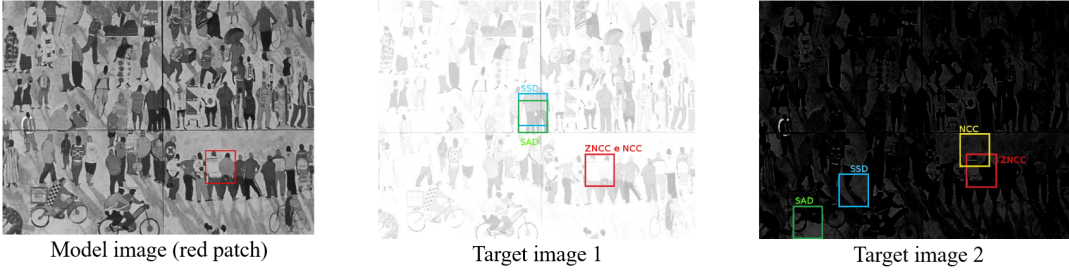 SSD
SAD
ZNCC e NCC
NCC
ZNCC
SSD
SAD
Model image (red patch)
Target image 1
Target image 2